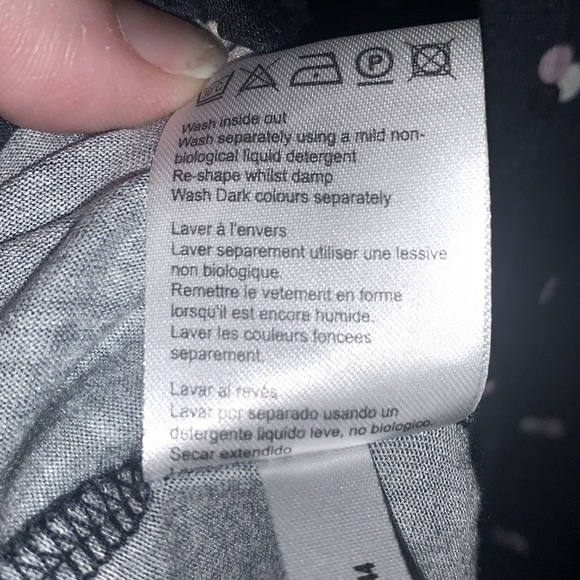 30°C
P
Wash inside out
Wash separately using a mild non-
biological liquid detergent
Re-shape whilst damp
Wash Dark colours separately
Laver à l'envers
Laver separement utiliser une lessive
non biologique.
Remettre le vetement en forme
lorsqu'il est encore humide.
Laver les couleurs foncees
separement.
Lavar al revés
Lavar por separado usando un
detergente liquido leve, no biologico
Secar extendido